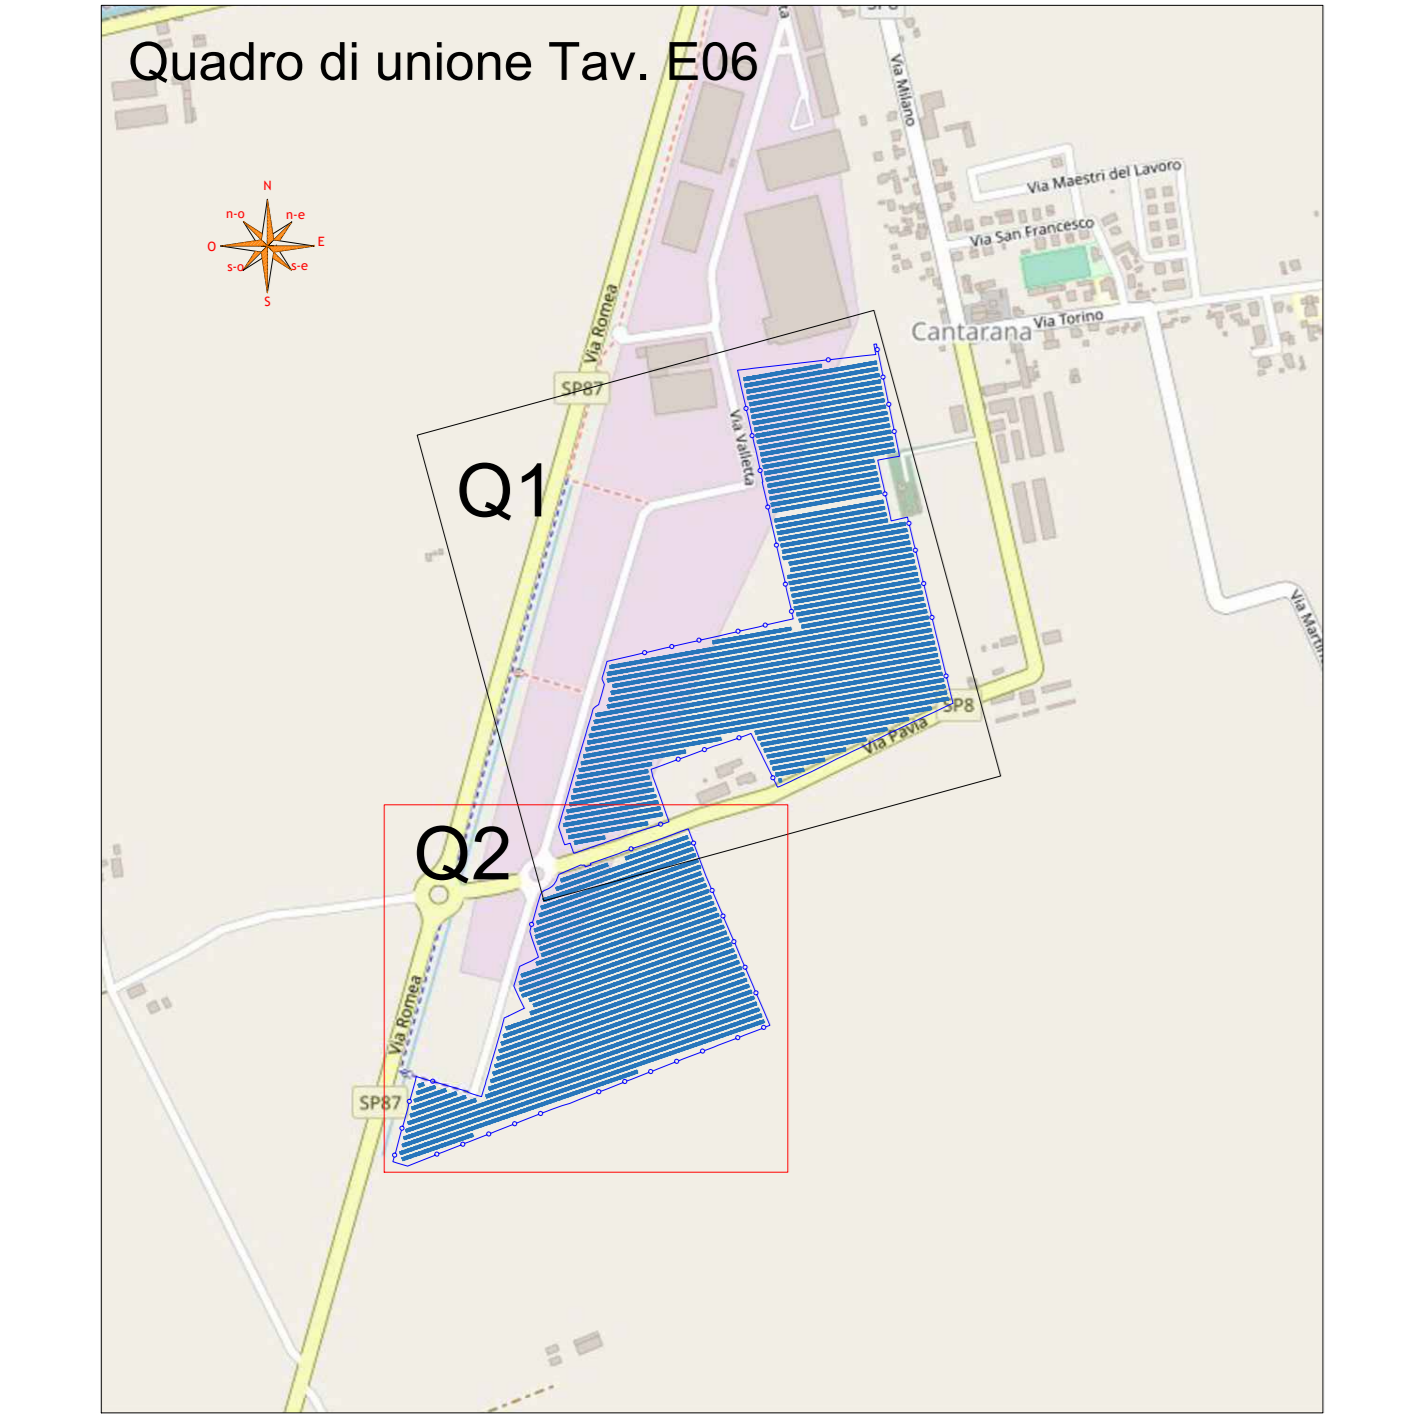 SP8
Quadro di unione Tav. E06
Via Milano
Via Maestri del Lavoro
N
n-o
n-e
O
E
s-o
s-e
S
Via San Francesco
Via Romea
Cantarana
Via Torino
SP87
Via Valletta
Q1
SP8
Via Pavia
Q2
Via Romea
SP87